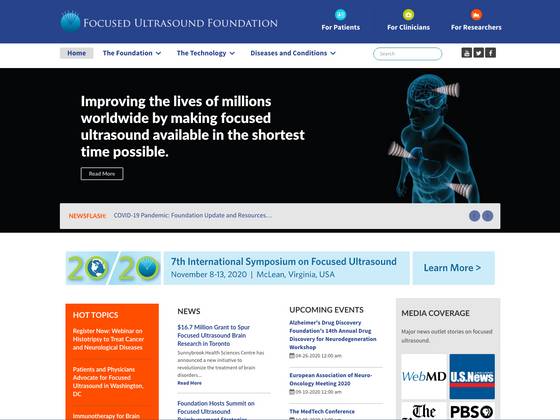 FOCUSED ULTRASOUND FOUNDATION
For Patients
For Clinicians
For Researchers
Home
The Foundation
The Technology
Diseases and Conditions
Search
Improving the lives of millions
worldwide by making focused
ultrasound available in the shortest
time possible.
Read More
NEWSFLASH:
COVID-19 Pandemic: Foundation Update and Resources…
2020
7th International Symposium on Focused Ultrasound
November 8-13, 2020 | McLean, Virginia, USA
Learn More >
HOT TOPICS
Register Now: Webinar on
Histotripsy to Treat Cancer
and Neurological Diseases
Patients and Physicians
Advocate for Focused
Ultrasound in Washington,
DC
Immunotherapy for Brain
NEWS
$16.7 Million Grant to Spur
Focused Ultrasound Brain
Research in Toronto
Sunnybrook Health Sciences Centre has
announced a new initiative to
revolutionize the treatment of brain
disorders...
Read More
Foundation Hosts Summit on
Focused Ultrasound
UPCOMING EVENTS
Alzheimer's Drug Discovery
Foundation's 14th Annual Drug
Discovery for Neurodegeneration
Workshop
04-26-2020 12:00 am
European Association of Neuro-
Oncology Meeting 2020
09-10-2020 12:00 am
The MedTech Conference
MEDIA COVERAGE
Major news outlet stories on focused
ultrasound.
WebMD
U.S.News
The
PBS